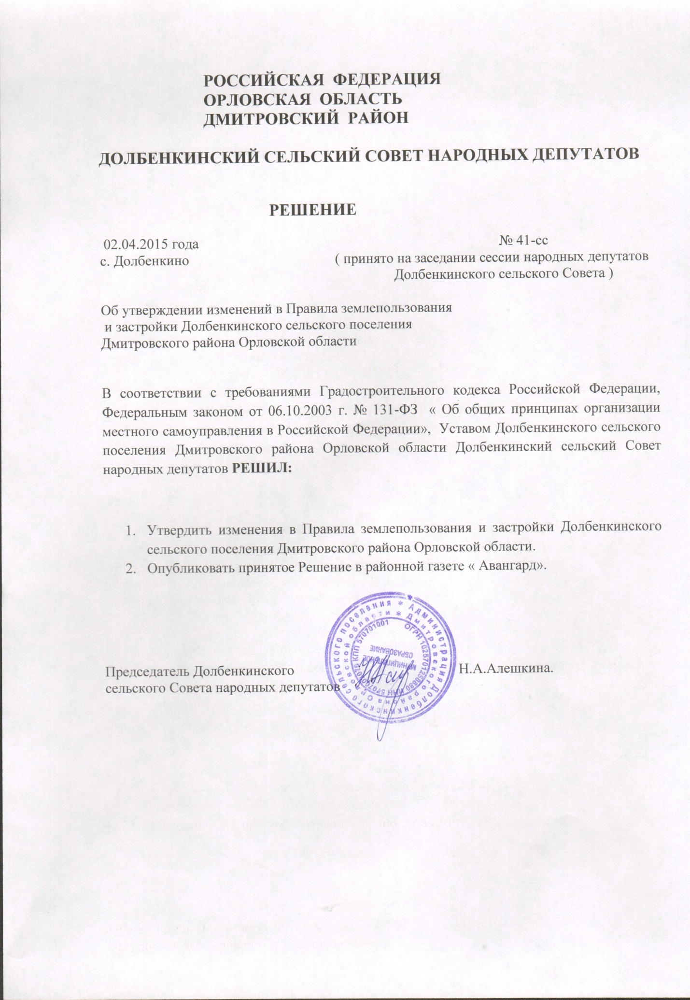 РОССИЙСКАЯ ФЕДЕРАЦИЯ
ОРЛОВСКАЯ ОБЛАСТЬ
ДМИТРОВСКИЙ РАЙОН
ДОЛБЕНКИНСКИЙ СЕЛЬСКИЙ СОВЕТ НАРОДНЫХ ДЕПУТАТОВ
РЕШЕНИЕ
02.04.2015 года № 41-сс
с. Долбенкино ( принято на заседании сессии народных депутатов
Долбенкинского сельского Совета )
Об утверждении изменений в Правила землепользования
и застройки Долбенкинского сельского поселения
Дмитровского района Орловской области
В соответствии с требованиями Градостроительного кодекса Российской Федерации,
Федеральным законом от 06.10.2003 г. № 131-ФЗ « Об общих принципах организации
местного самоуправления в Российской Федерации», Уставом Долбенкинского сельского
поселения Дмитровского района Орловской области Долбенкинский сельский Совет
народных депутатов РЕШИЛ:
1. Утвердить изменения в Правила землепользования и застройки Долбенкинского
сельского поселения Дмитровского района Орловской области.
2. Опубликовать принятое Решение в районной газете « Авангард».
Председатель Долбенкинского Н.А.Алешкина.
сельского Совета народных депутатов
Администрация Долбенкинского сельского поселения *
Дмитровского района Орловской области *
ОГРН 1025701258880 ИНН КПП 570701001
МУНИЦИПАЛЬНОЕ
ОБРАЗОВАНИЕ